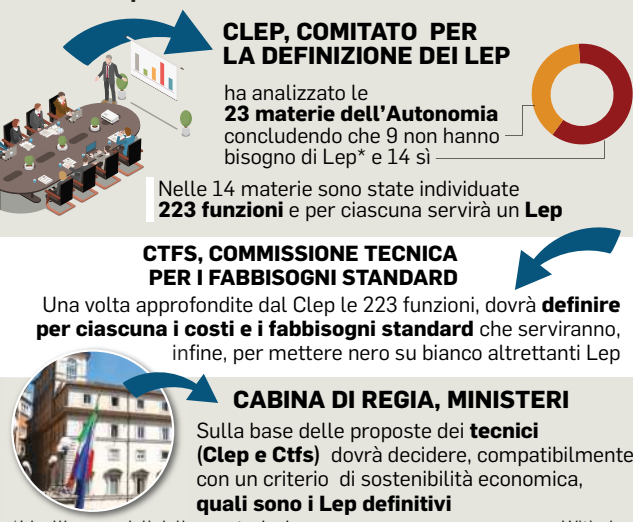 CLEP, COMITATO PER
LA DEFINIZIONE DEI LEP
ha analizzato le
23 materie dell'Autonomia
concludendo che 9 non hanno
bisogno di Lep* e 14 sì
Nelle 14 materie sono state individuate
223 funzioni e per ciascuna servirà un Lep
CTFS, COMMISSIONE TECNICA
PER I FABBISOGNI STANDARD
Una volta approfondite dal Clep le 223 funzioni, dovrà definire
per ciascuna i costi e i fabbisogni standard che serviranno,
infine, per mettere nero su bianco altrettanti Lep
CABINA DI REGIA, MINISTERI
Sulla base delle proposte dei tecnici
(Clep e Ctfs) dovrà decidere, compatibilmente
con un criterio di sostenibilità economica,
quali sono i Lep definitivi